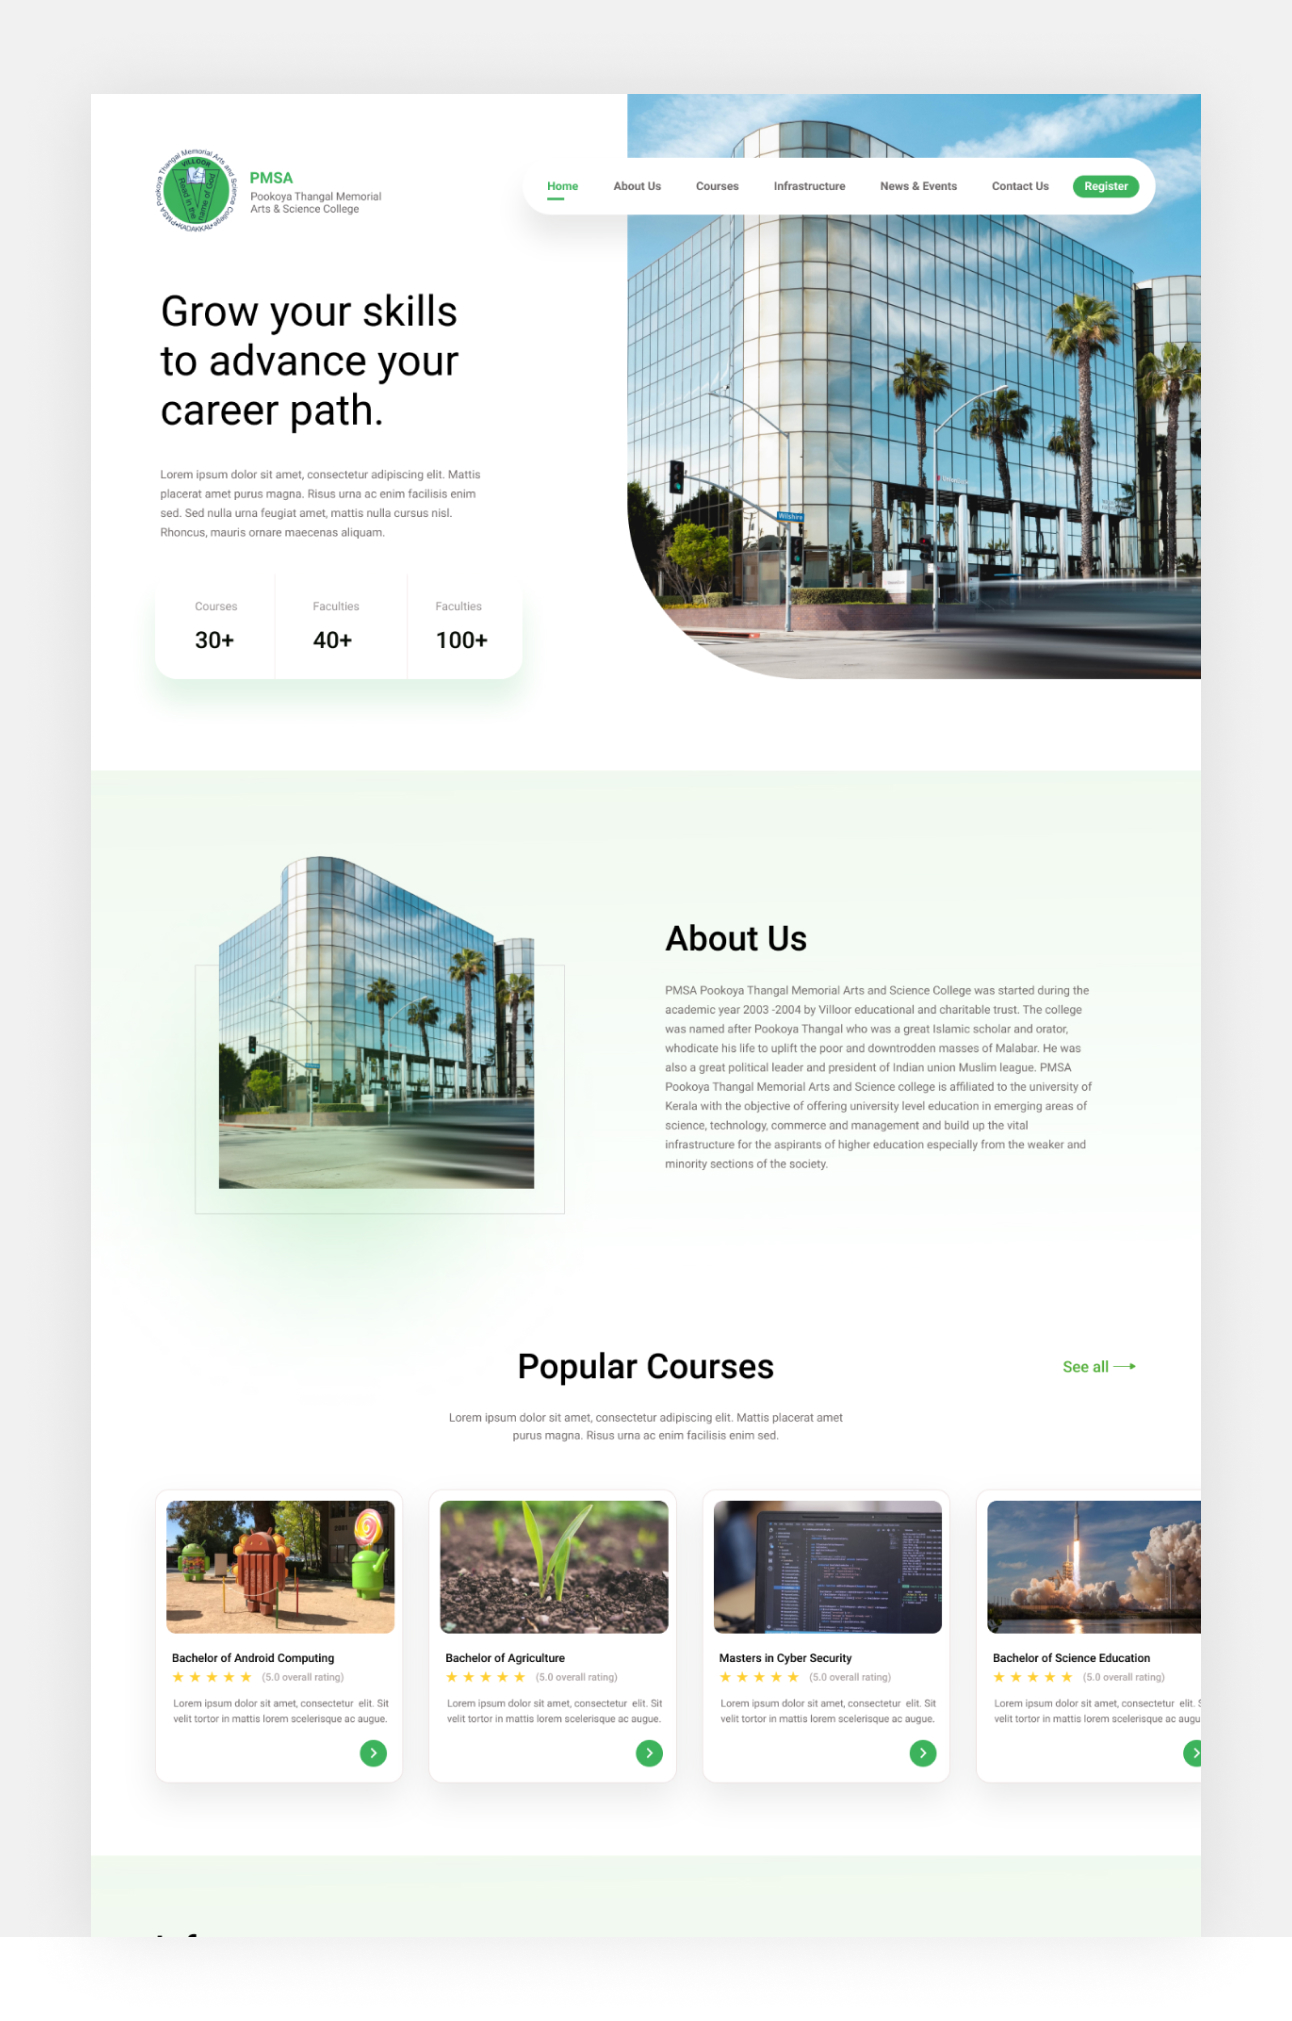 Pookoya Thangal Memorial Arts and Science College
VILLOOR
Read in the
name of God
PMSA
KADAKKAL
PMSA
Pookoya Thangal Memorial
Arts & Science College
Home
About Us
Courses
Infrastructure
News & Events
Contact Us
Register
Grow your skills
to advance your
career path.
Lorem ipsum dolor sit amet, consectetur adipiscing elit. Mattis
placerat amet purus magna. Risus urna ac enim facilisis enim
sed. Sed nulla urna feugiat amet, mattis nulla cursus nisl.
Rhoncus, mauris ornare maecenas aliquam.
Courses
30+
Faculties
40+
Faculties
100+
Wilshire
About Us
PMSA Pookoya Thangal Memorial Arts and Science College was started during the
academic year 2003 -2004 by Villoor educational and charitable trust. The college
was named after Pookoya Thangal who was a great Islamic scholar and orator,
whodicate his life to uplift the poor and downtrodden masses of Malabar. He was
also a great political leader and president of Indian union Muslim league. PMSA
Pookoya Thangal Memorial Arts and Science college is affiliated to the university of
Kerala with the objective of offering university level education in emerging areas of
science, technology, commerce and management and build up the vital
infrastructure for the aspirants of higher education especially from the weaker and
minority sections of the society.
Popular Courses
See all
Lorem ipsum dolor sit amet, consectetur adipiscing elit. Mattis placerat amet
purus magna. Risus urna ac enim facilisis enim sed.
Bachelor of Android Computing
(5.0 overall rating)
Lorem ipsum dolor sit amet, consectetur elit. Sit
velit tortor in mattis lorem scelerisque ac augue.
Bachelor of Agriculture
(5.0 overall rating)
Lorem ipsum dolor sit amet, consectetur elit. Sit
velit tortor in mattis lorem scelerisque ac augue.
Masters in Cyber Security
(5.0 overall rating)
Lorem ipsum dolor sit amet, consectetur elit. Sit
velit tortor in mattis lorem scelerisque ac augue.
Bachelor of Science Education
(5.0 overall rating)
Lorem ipsum dolor sit amet, consectetur elit. S
velit tortor in mattis lorem scelerisque ac augu